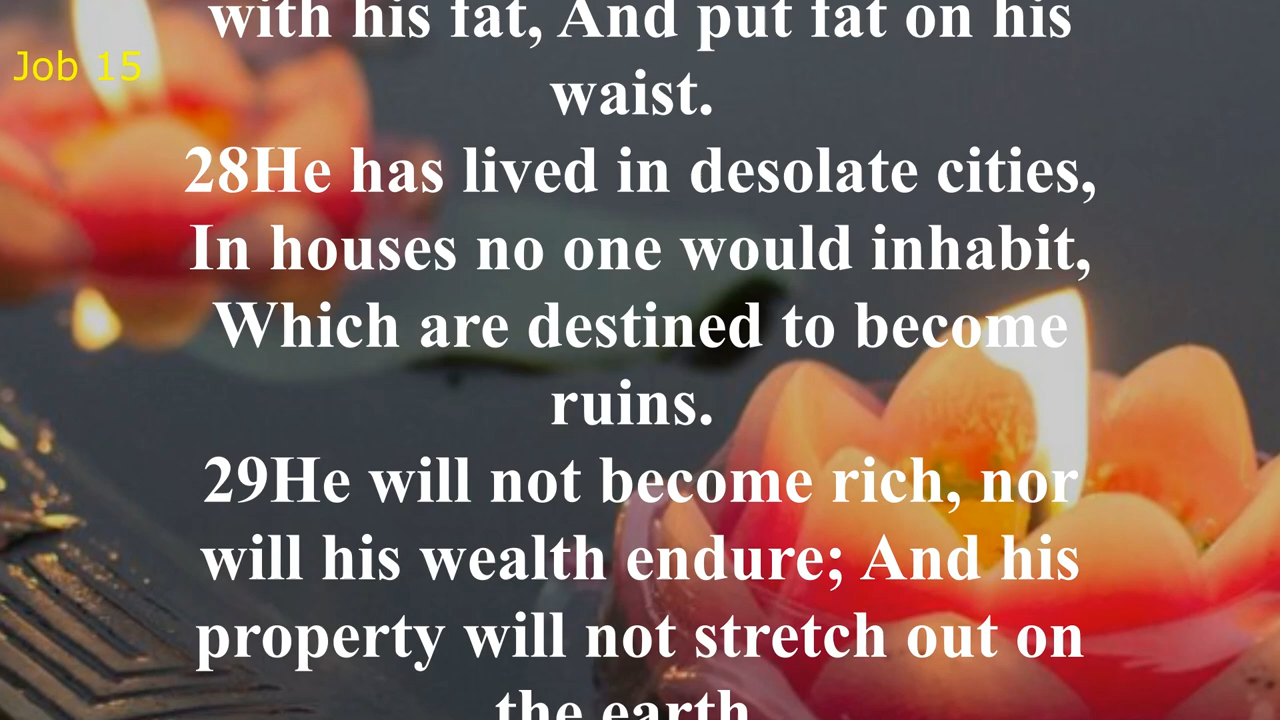 with his fat, And put fat on his
Job 15
waist.
28He has lived in desolate cities,
In houses no one would inhabit,
Which are destined to become
ruins.
29He will not become rich, nor
will his wealth endure; And his
property will not stretch out on
the earth